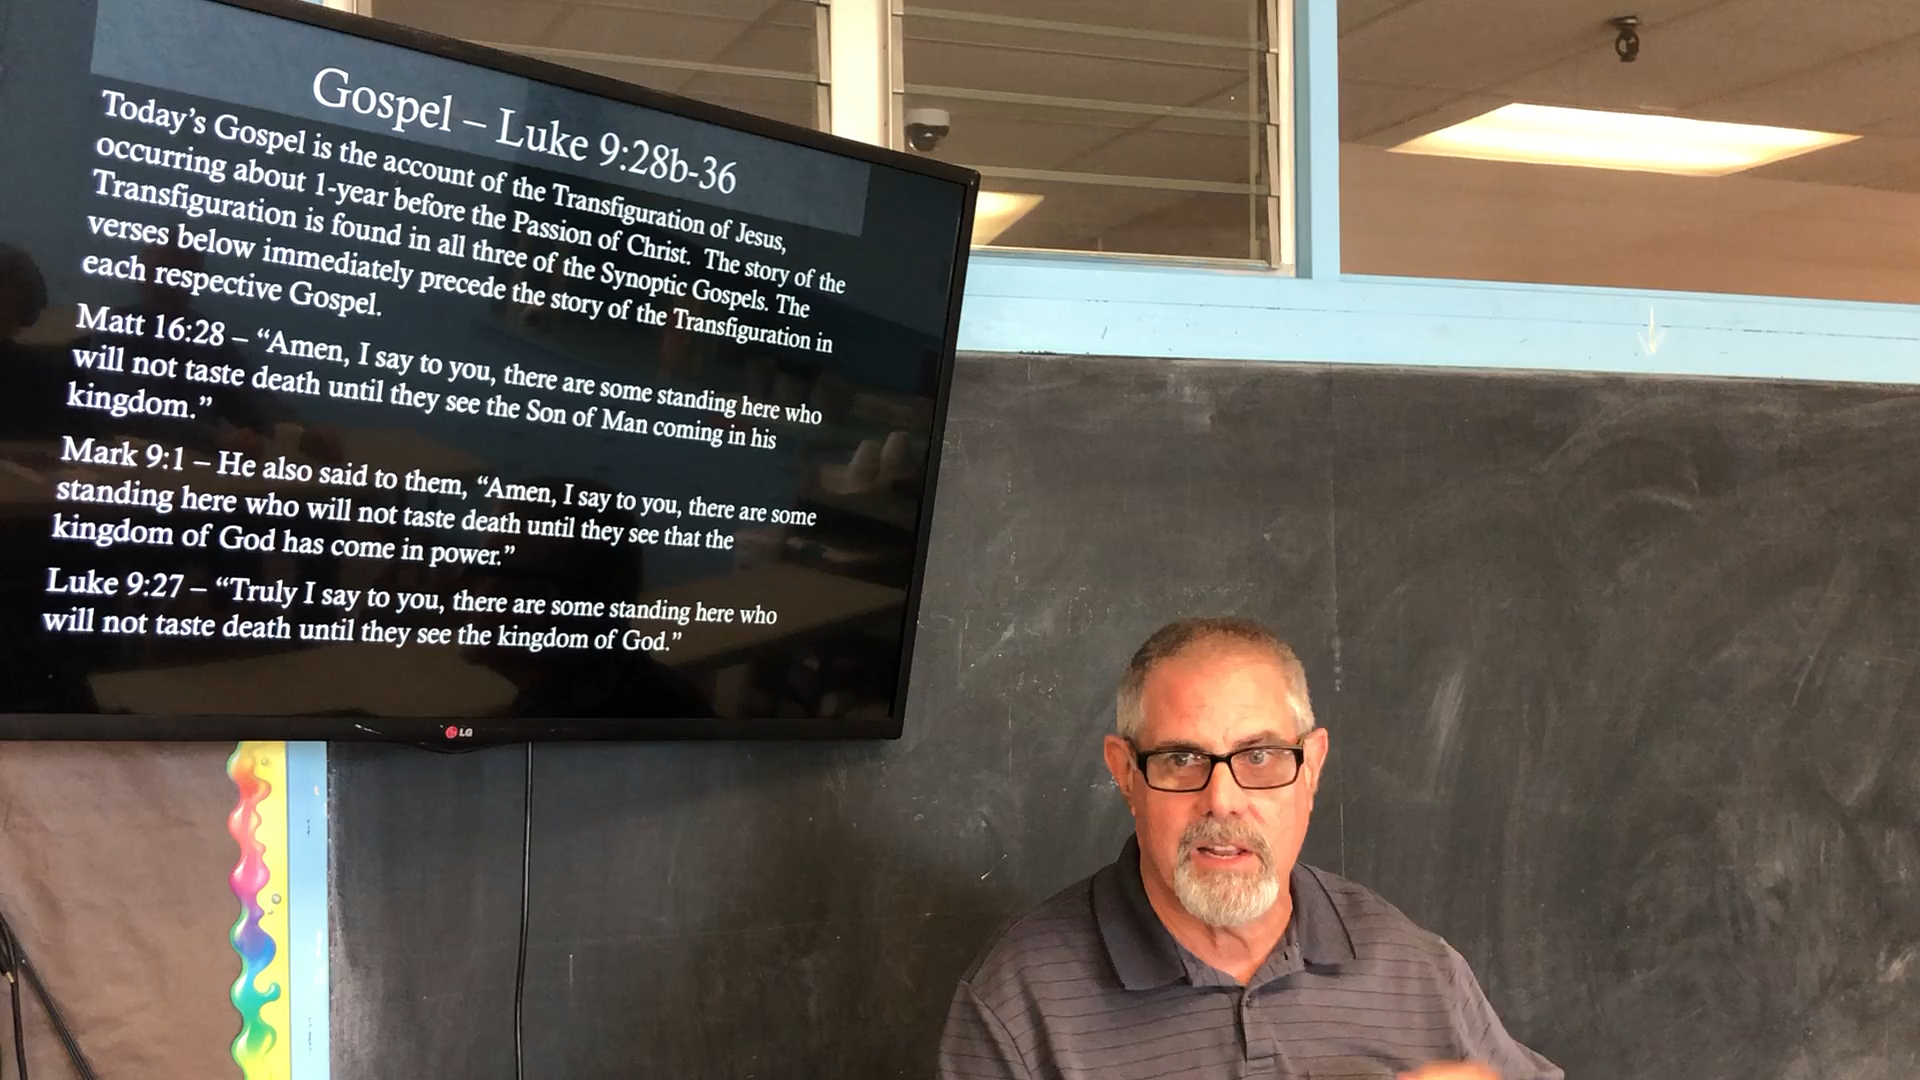 Gospel – Luke 9:28b-36
Today’s Gospel is the account of the Transfiguration of Jesus,
occurring about 1-year before the Passion of Christ. The story of the
Transfiguration is found in all three of the Synoptic Gospels. The
verses below immediately precede the story of the Transfiguration in
each respective Gospel.
Matt 16:28 – “Amen, I say to you, there are some standing here who
will not taste death until they see the Son of Man coming in his
kingdom.”
Mark 9:1 – He also said to them, “Amen, I say to you, there are some
standing here who will not taste death until they see that the
kingdom of God has come in power.”
Luke 9:27 – “Truly I say to you, there are some standing here who
will not taste death until they see the kingdom of God.”
LG